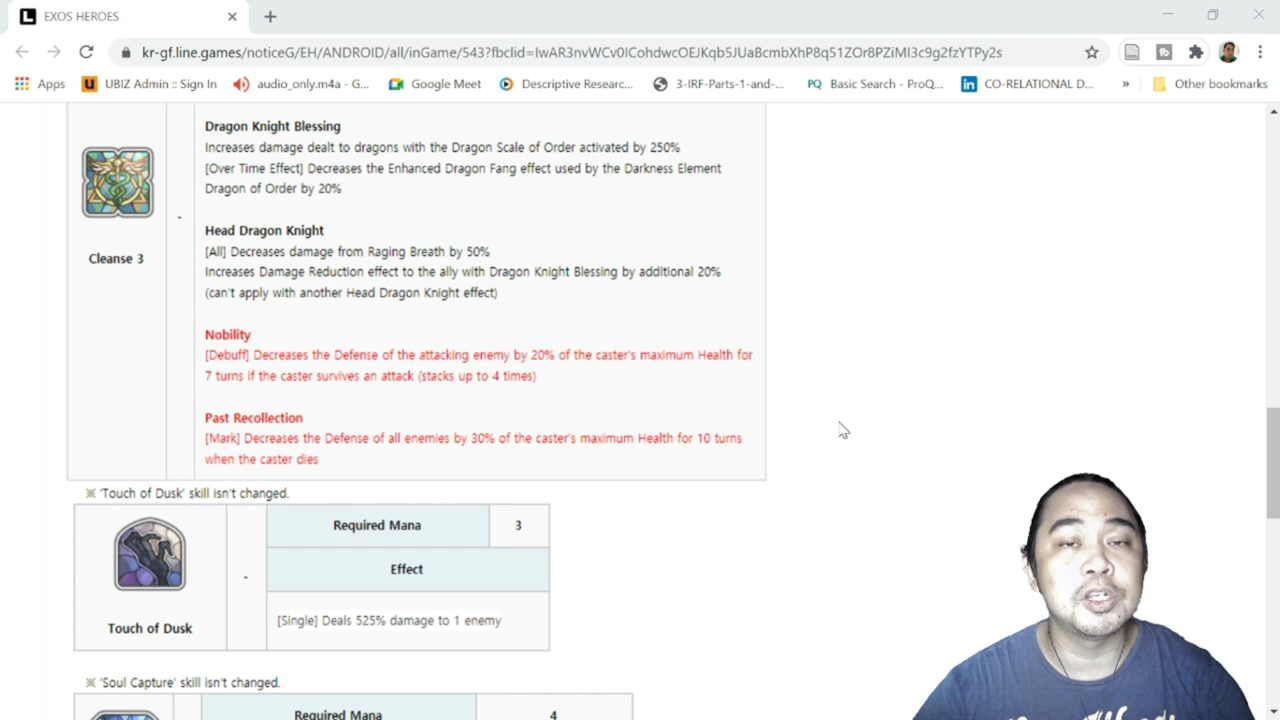 EXOS HEROES
kr-gf.line.games/noticeG/EH/ANDROID/all/inGame/543?fbclid=IwAR3nvWCv0ICohdwcOEJKqb5JUaBcmbXhP8q51ZOr8PZiMI3c9g2fzYTPy2s
Apps UBIZ Admin :: Sign In audio_only.m4a - G... Google Meet Descriptive Researc... 3-IRF-Parts-1-and-... PQ Basic Search - ProQ... CO-RELATIONAL D... » Other bookmarks
Dragon Knight Blessing
Increases damage dealt to dragons with the Dragon Scale of Order activated by 250%
[Over Time Effect] Decreases the Enhanced Dragon Fang effect used by the Darkness Element
Dragon of Order by 20%
-
Head Dragon Knight
Cleanse 3
[All] Decreases damage from Raging Breath by 50%
Increases Damage Reduction effect to the ally with Dragon Knight Blessing by additional 20%
(can't apply with another Head Dragon Knight effect)
Nobility
[Debuff] Decreases the Defense of the attacking enemy by 20% of the caster's maximum Health for
7 turns if the caster survives an attack (stacks up to 4 times)
Past Recollection
[Mark] Decreases the Defense of all enemies by 30% of the caster's maximum Health for 10 turns
when the caster dies
※ 'Touch of Dusk' skill isn't changed.
Required Mana 3
Effect
-
[Single] Deals 525% damage to 1 enemy
Touch of Dusk
※ 'Soul Capture' skill isn't changed.
Required Mana 4